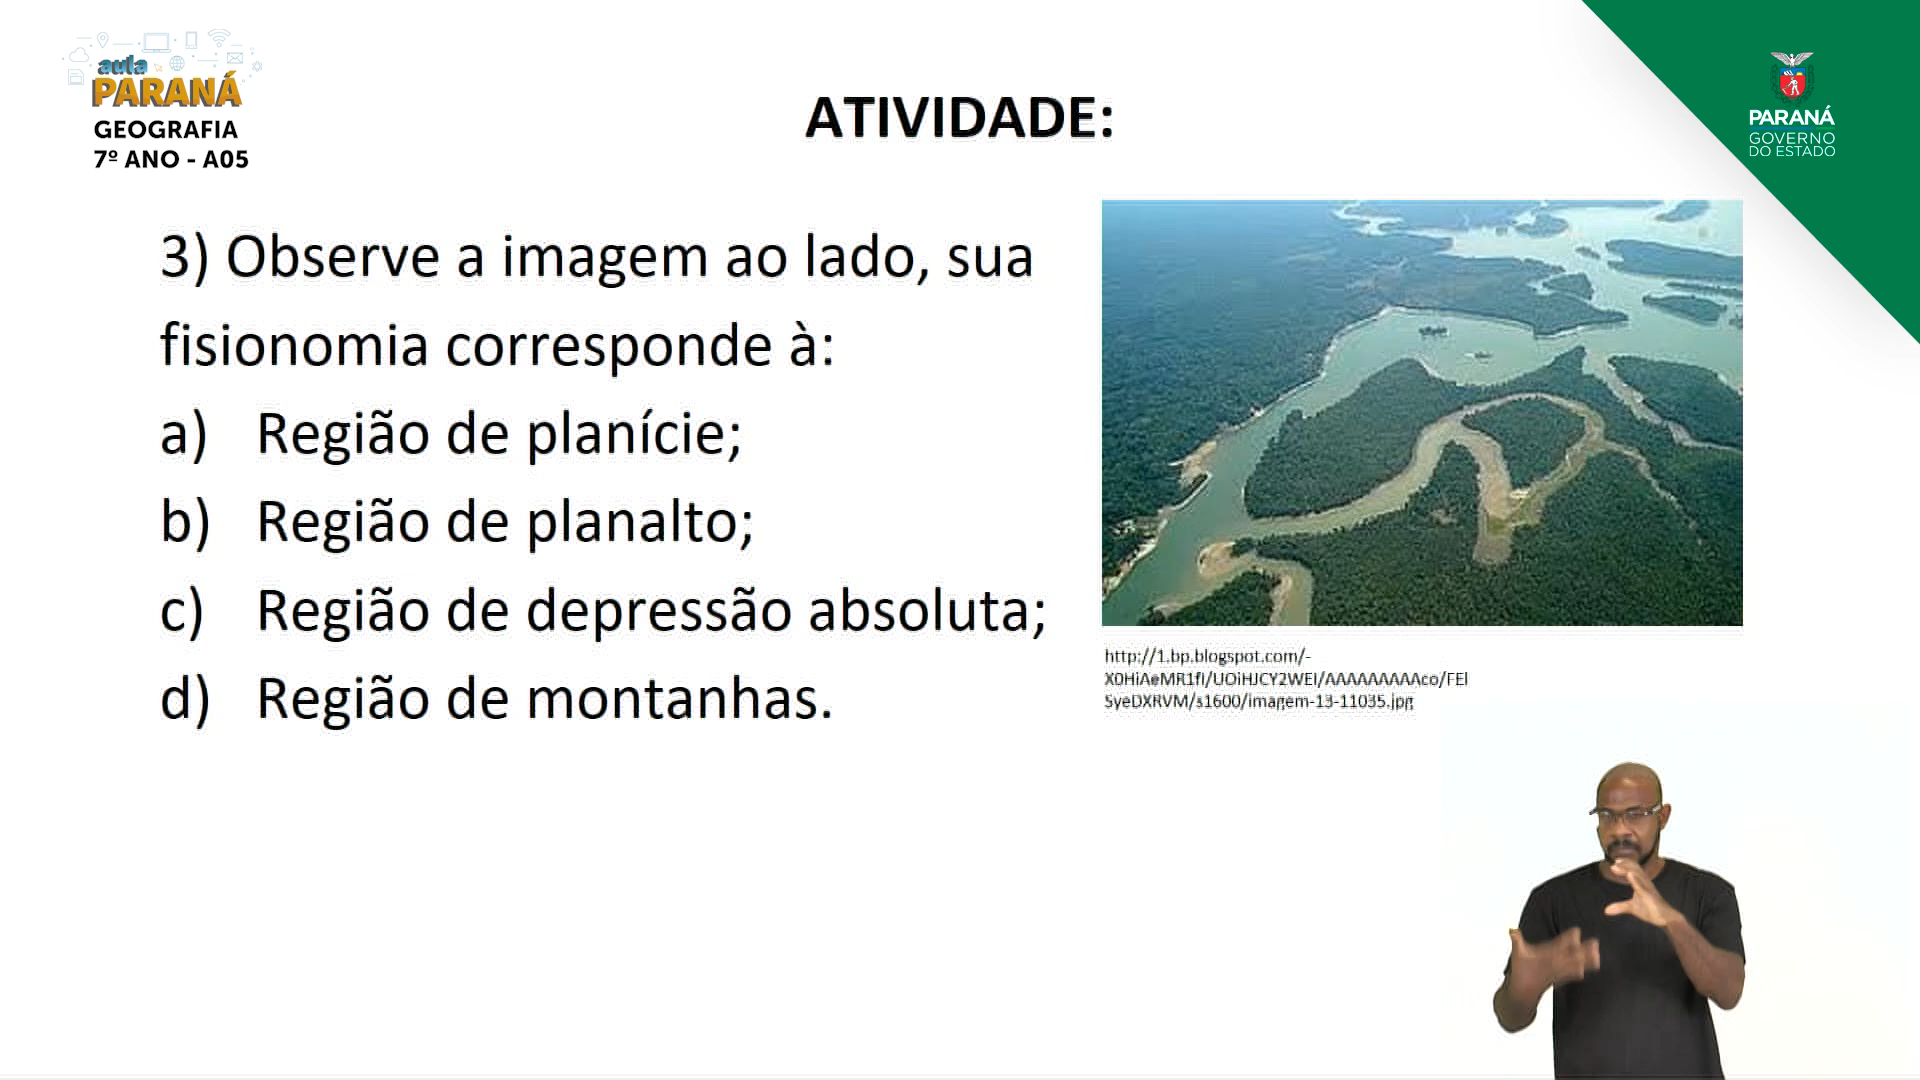 aula
PARANÁ
GEOGRAFIA
7º ANO - A05
ATIVIDADE:
PARANÁ
GOVERNO
DO ESTADO
3) Observe a imagem ao lado, sua
fisionomia corresponde à:
a) Região de planície;
b) Região de planalto;
c) Região de depressão absoluta;
d) Região de montanhas.
http://1.bp.blogspot.com/-
X0HiAeMR1fI/UOiHJCY2WEI/AAAAAAAAAco/FEl
SyeDXRVM/s1600/imagem-13-11035.jpg